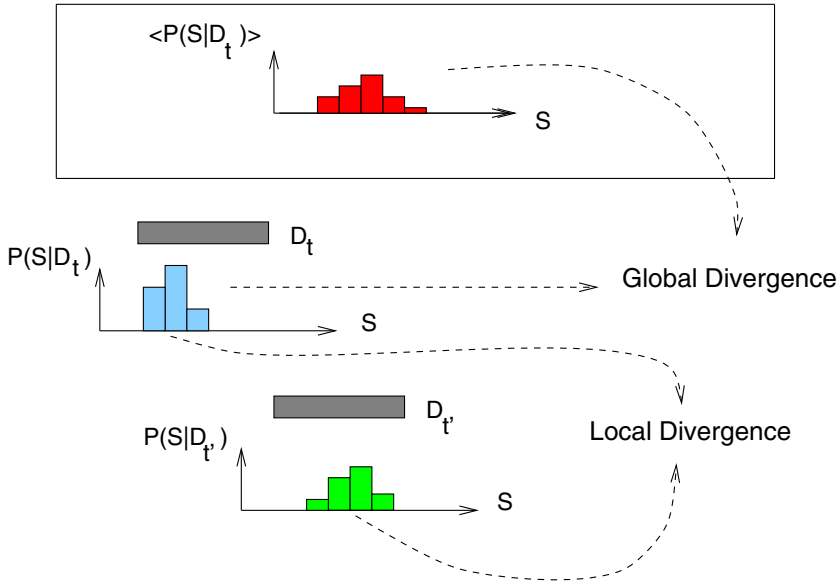 <P(S|D_t)>
S
D_t
P(S|D_t)
S
Global Divergence
D_t'
P(S|D_t')
S
Local Divergence